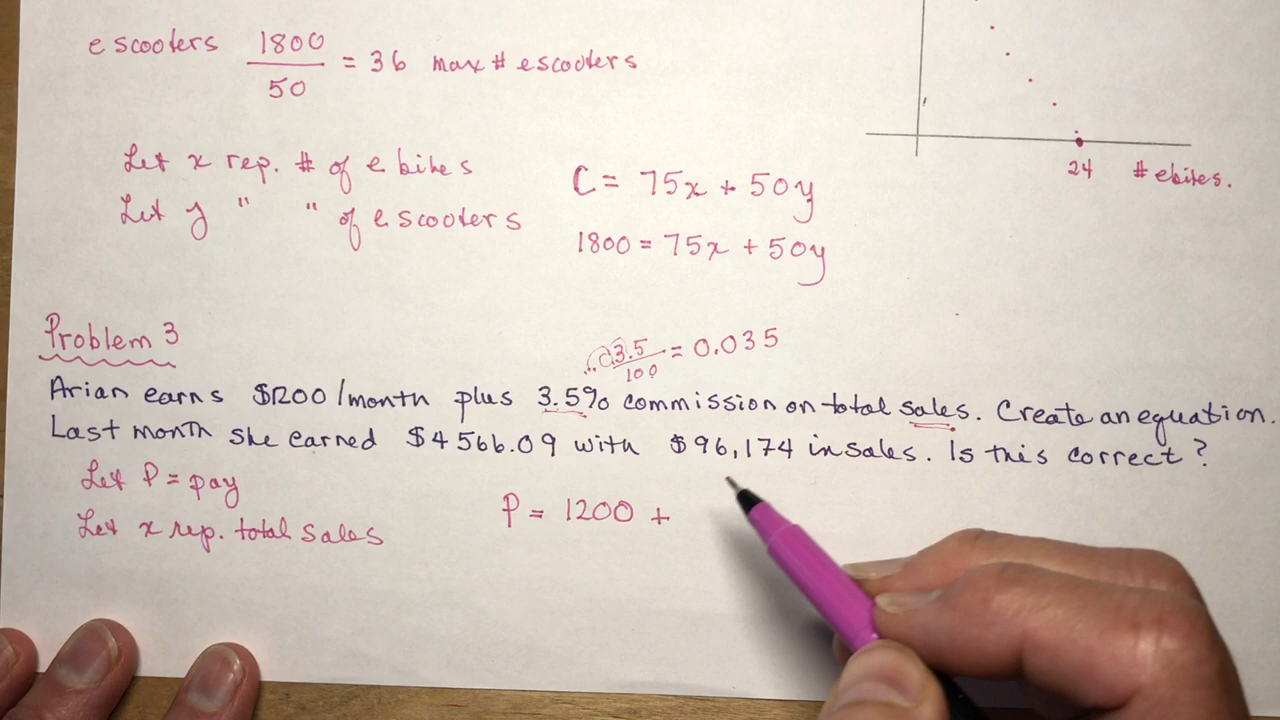 escooters 1800/50 = 36 max # escooters
Let x rep. # of e bikes
Let y " " of escooters
C = 75x + 50y
1800 = 75x + 50y
24 # ebikes.
Problem 3
3.5/100 = 0.035
Arian earns $1200/month plus 3.5% commission on total sales. Create an equation.
Last month she earned $4566.09 with $96,174 in sales. Is this correct?
Let P = pay
Let x rep. total sales
P = 1200 +